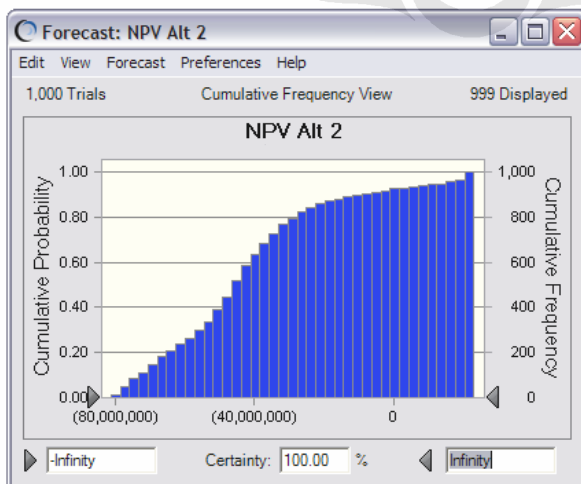 Forecast: NPV Alt 2
Edit View Forecast Preferences Help
1,000 Trials Cumulative Frequency View 999 Displayed
NPV Alt 2
Cumulative Probability
1.00
0.80
0.60
0.40
0.20
0.00
1,000
800
600
400
200
0
Cumulative Frequency
(80,000,000) (40,000,000) 0
-Infinity Certainty: 100.00 % Infinity